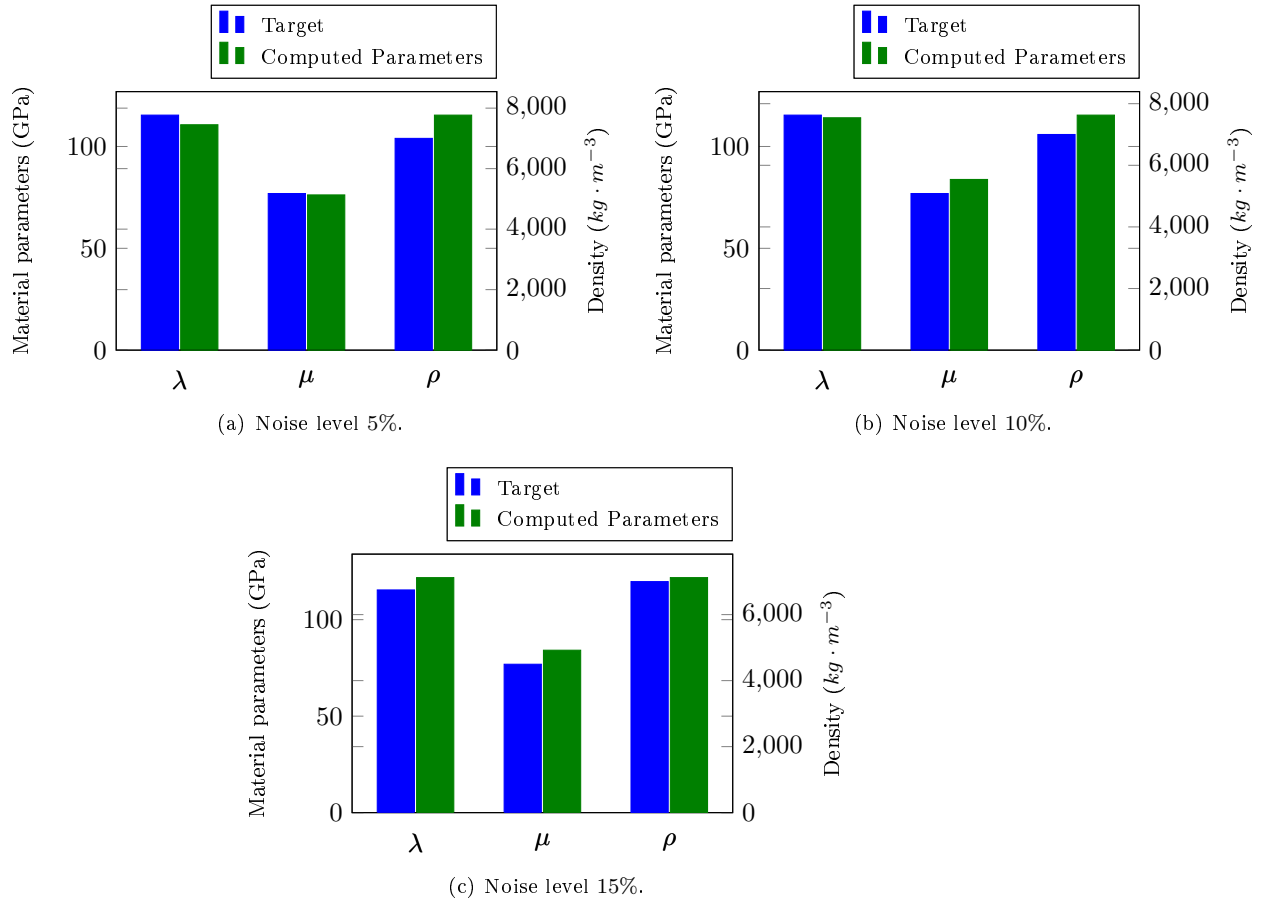 Target
Computed Parameters
Material parameters (GPa)
100
50
0
8,000
6,000
4,000
2,000
0
Density (kg · m⁻³)
λ
μ
ρ
(a) Noise level 5%.
Target
Computed Parameters
Material parameters (GPa)
100
50
0
8,000
6,000
4,000
2,000
0
Density (kg · m⁻³)
λ
μ
ρ
(b) Noise level 10%.
Target
Computed Parameters
Material parameters (GPa)
100
50
0
6,000
4,000
2,000
0
Density (kg · m⁻³)
λ
μ
ρ
(c) Noise level 15%.